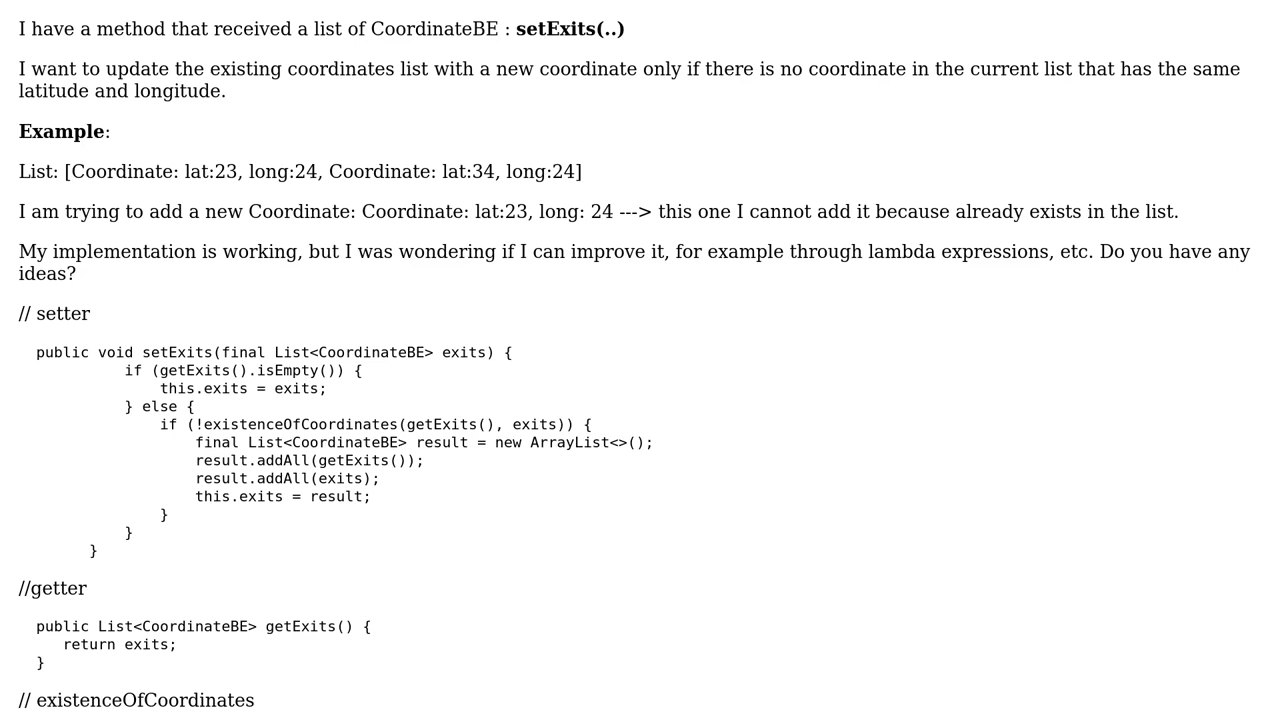 I have a method that received a list of CoordinateBE : setExits(..)
I want to update the existing coordinates list with a new coordinate only if there is no coordinate in the current list that has the same
latitude and longitude.
Example:
List: [Coordinate: lat:23, long:24, Coordinate: lat:34, long:24]
I am trying to add a new Coordinate: Coordinate: lat:23, long: 24 ---> this one I cannot add it because already exists in the list.
My implementation is working, but I was wondering if I can improve it, for example through lambda expressions, etc. Do you have any
ideas?
// setter
public void setExits(final List<CoordinateBE> exits) {
if (getExits().isEmpty()) {
this.exits = exits;
} else {
if (!existenceOfCoordinates(getExits(), exits)) {
final List<CoordinateBE> result = new ArrayList<>();
result.addAll(getExits());
result.addAll(exits);
this.exits = result;
}
}
}
//getter
public List<CoordinateBE> getExits() {
return exits;
}
// existenceOfCoordinates